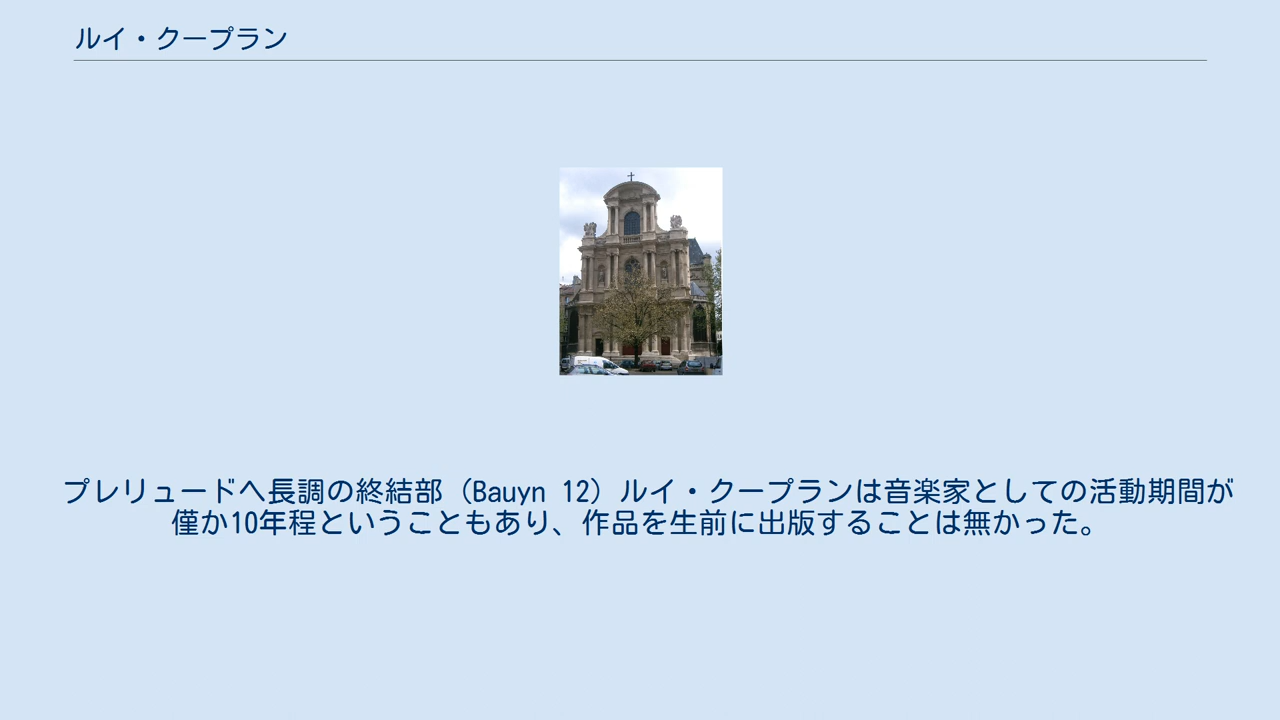 ルイ・クープラン
プレリュードヘ長調の終結部（Bauyn 12）ルイ・クープランは音楽家としての活動期間が
僅か10年程ということもあり、作品を生前に出版することは無かった。